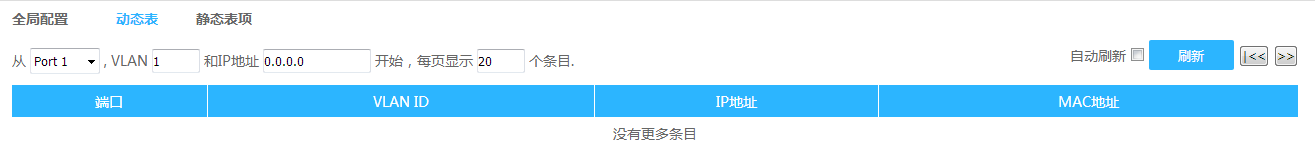 全局配置 动态表 静态表项
从 Port 1 , VLAN 1 和IP地址 0.0.0.0 开始，每页显示 20 个条目. 自动刷新 刷新 |<< >>
端口 VLAN ID IP地址 MAC地址
没有更多条目